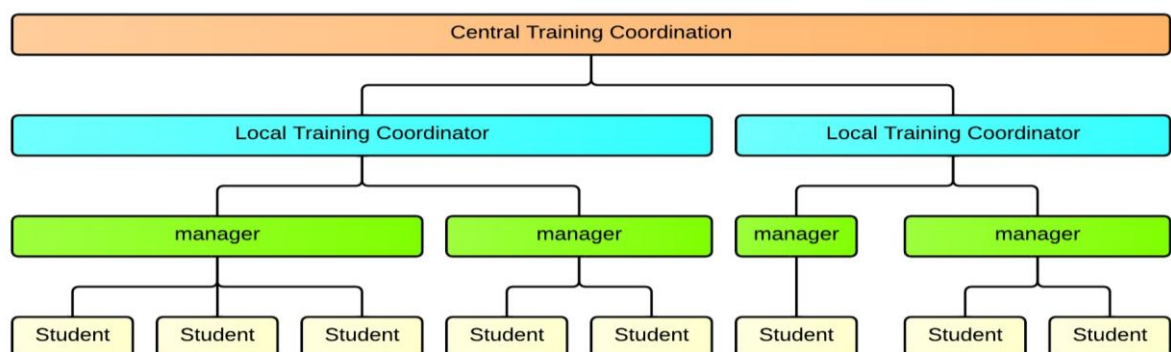 Central Training Coordination
Local Training Coordinator
Local Training Coordinator
manager
manager
manager
manager
Student
Student
Student
Student
Student
Student
Student
Student